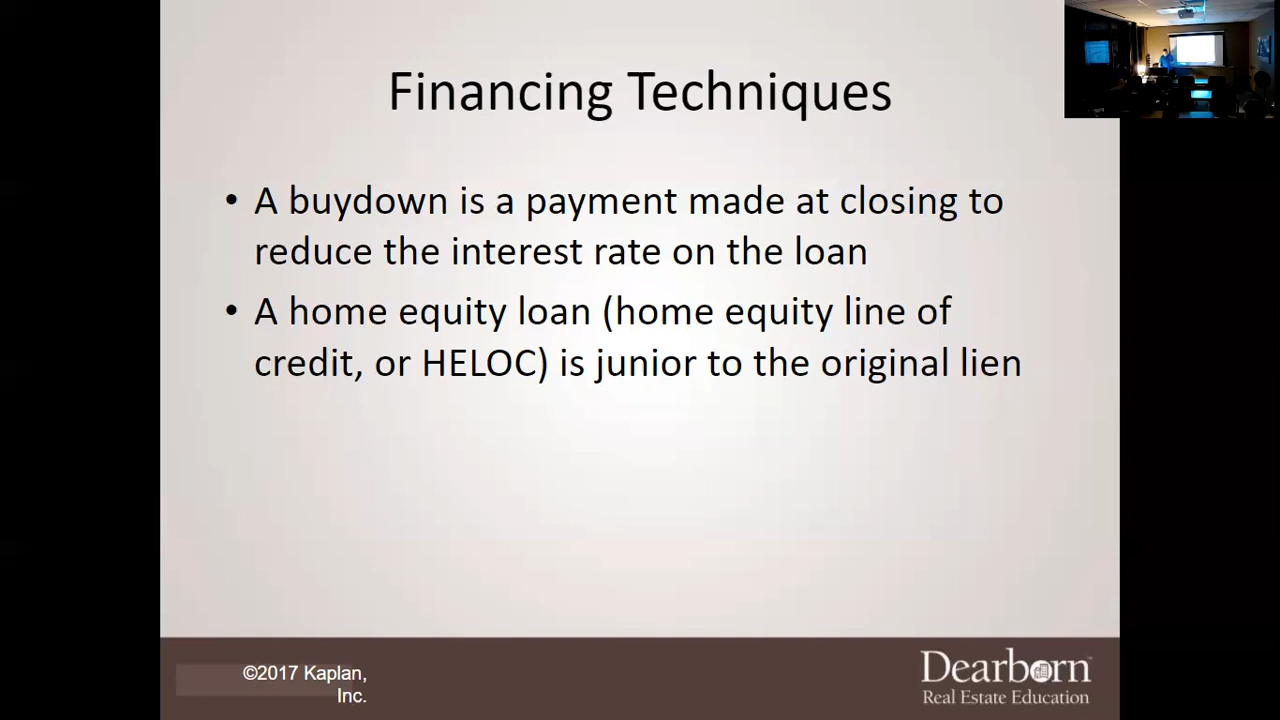 Financing Techniques
• A buydown is a payment made at closing to
reduce the interest rate on the loan
• A home equity loan (home equity line of
credit, or HELOC) is junior to the original lien
©2017 Kaplan,
Inc.
Dearborn™
Real Estate Education